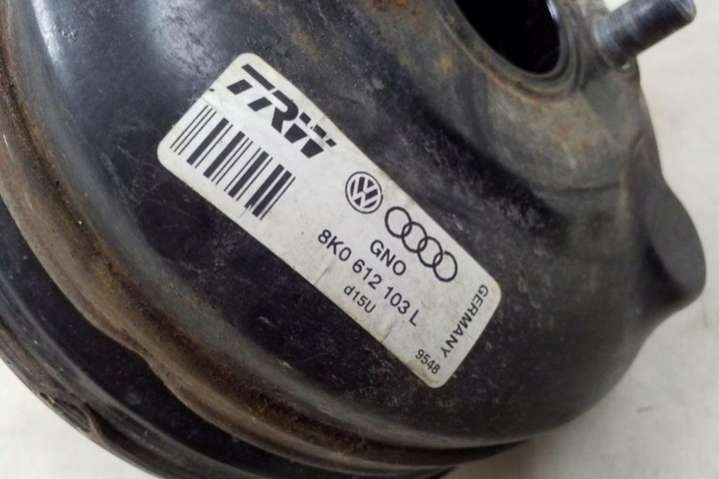 TRW
GNO
8K0 612 103 L
d15U
GERMANY
9548